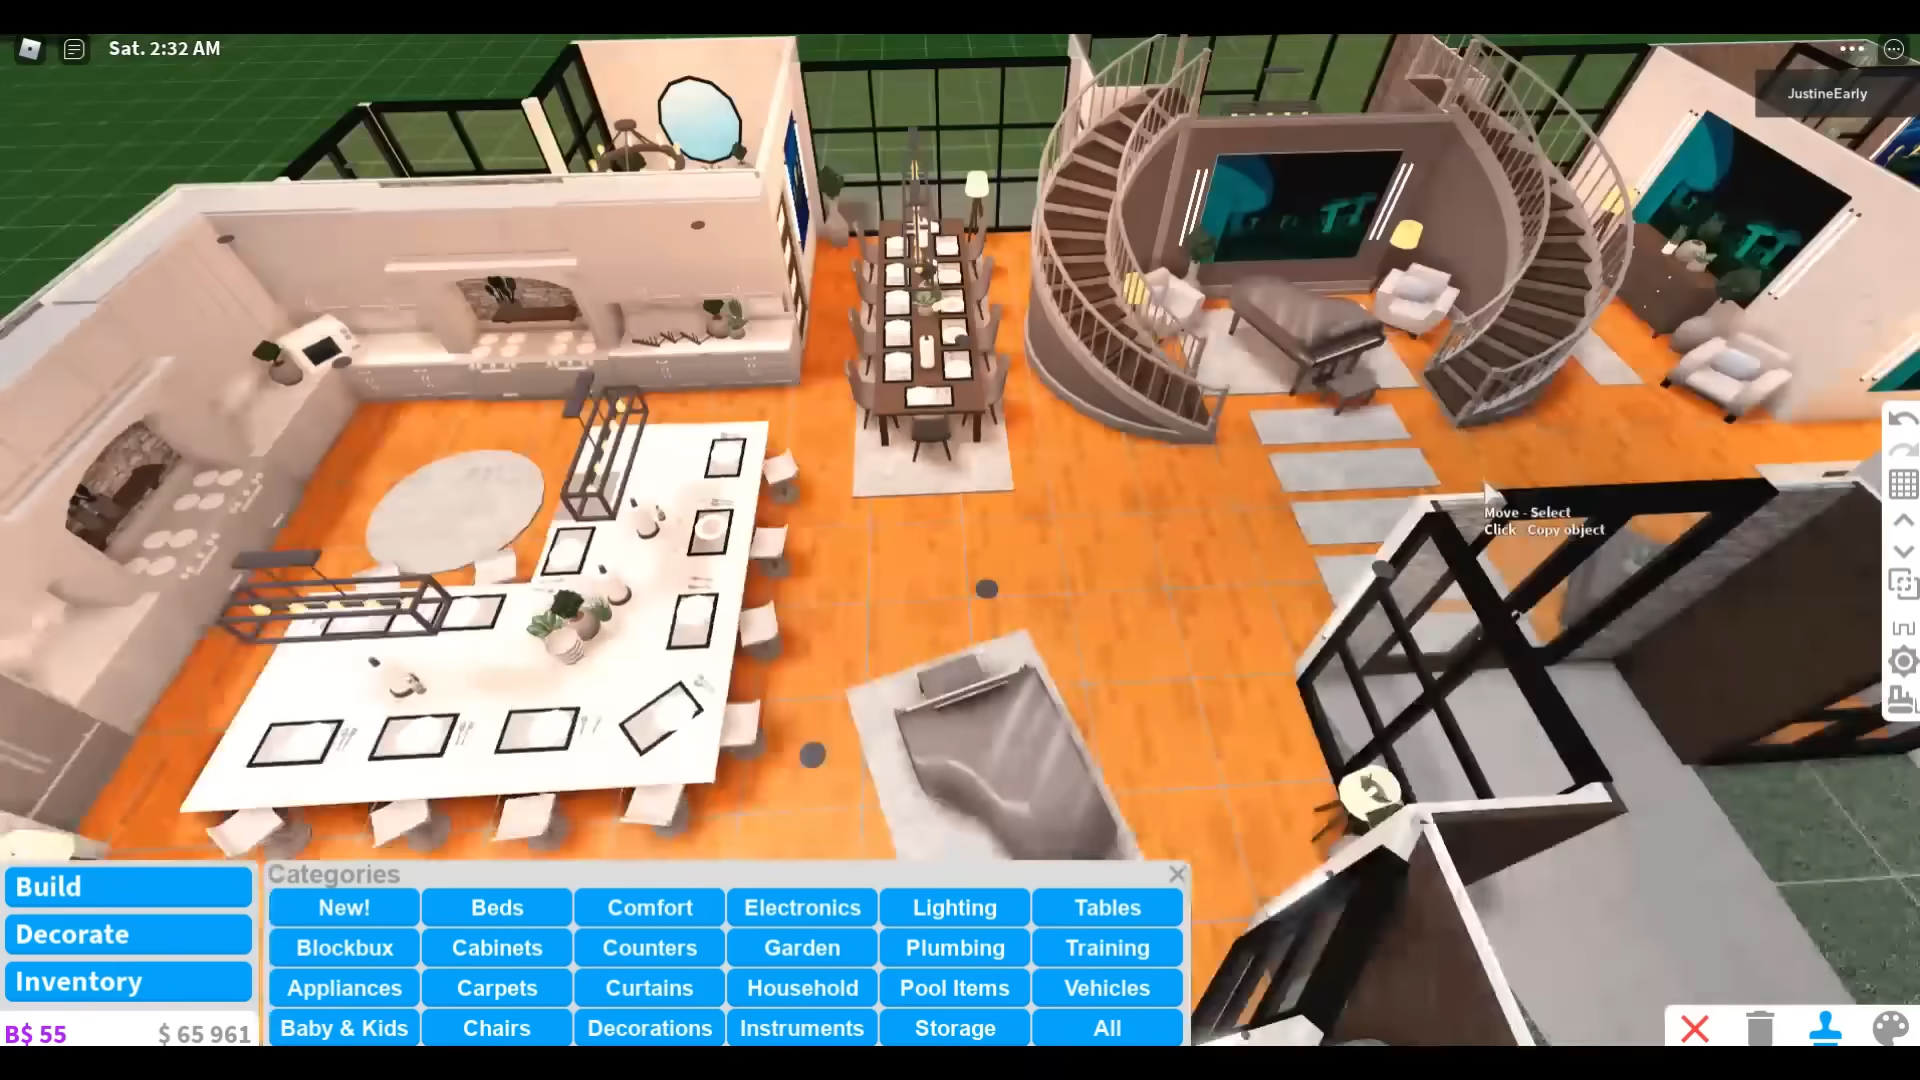 Sat. 2:32 AM
JustineEarly
Move - Select
Click - Copy object
Build
Decorate
Inventory
B$ 55 $ 65 961
Categories
New! Beds Comfort Electronics Lighting Tables
Blockbux Cabinets Counters Garden Plumbing Training
Appliances Carpets Curtains Household Pool Items Vehicles
Baby & Kids Chairs Decorations Instruments Storage All